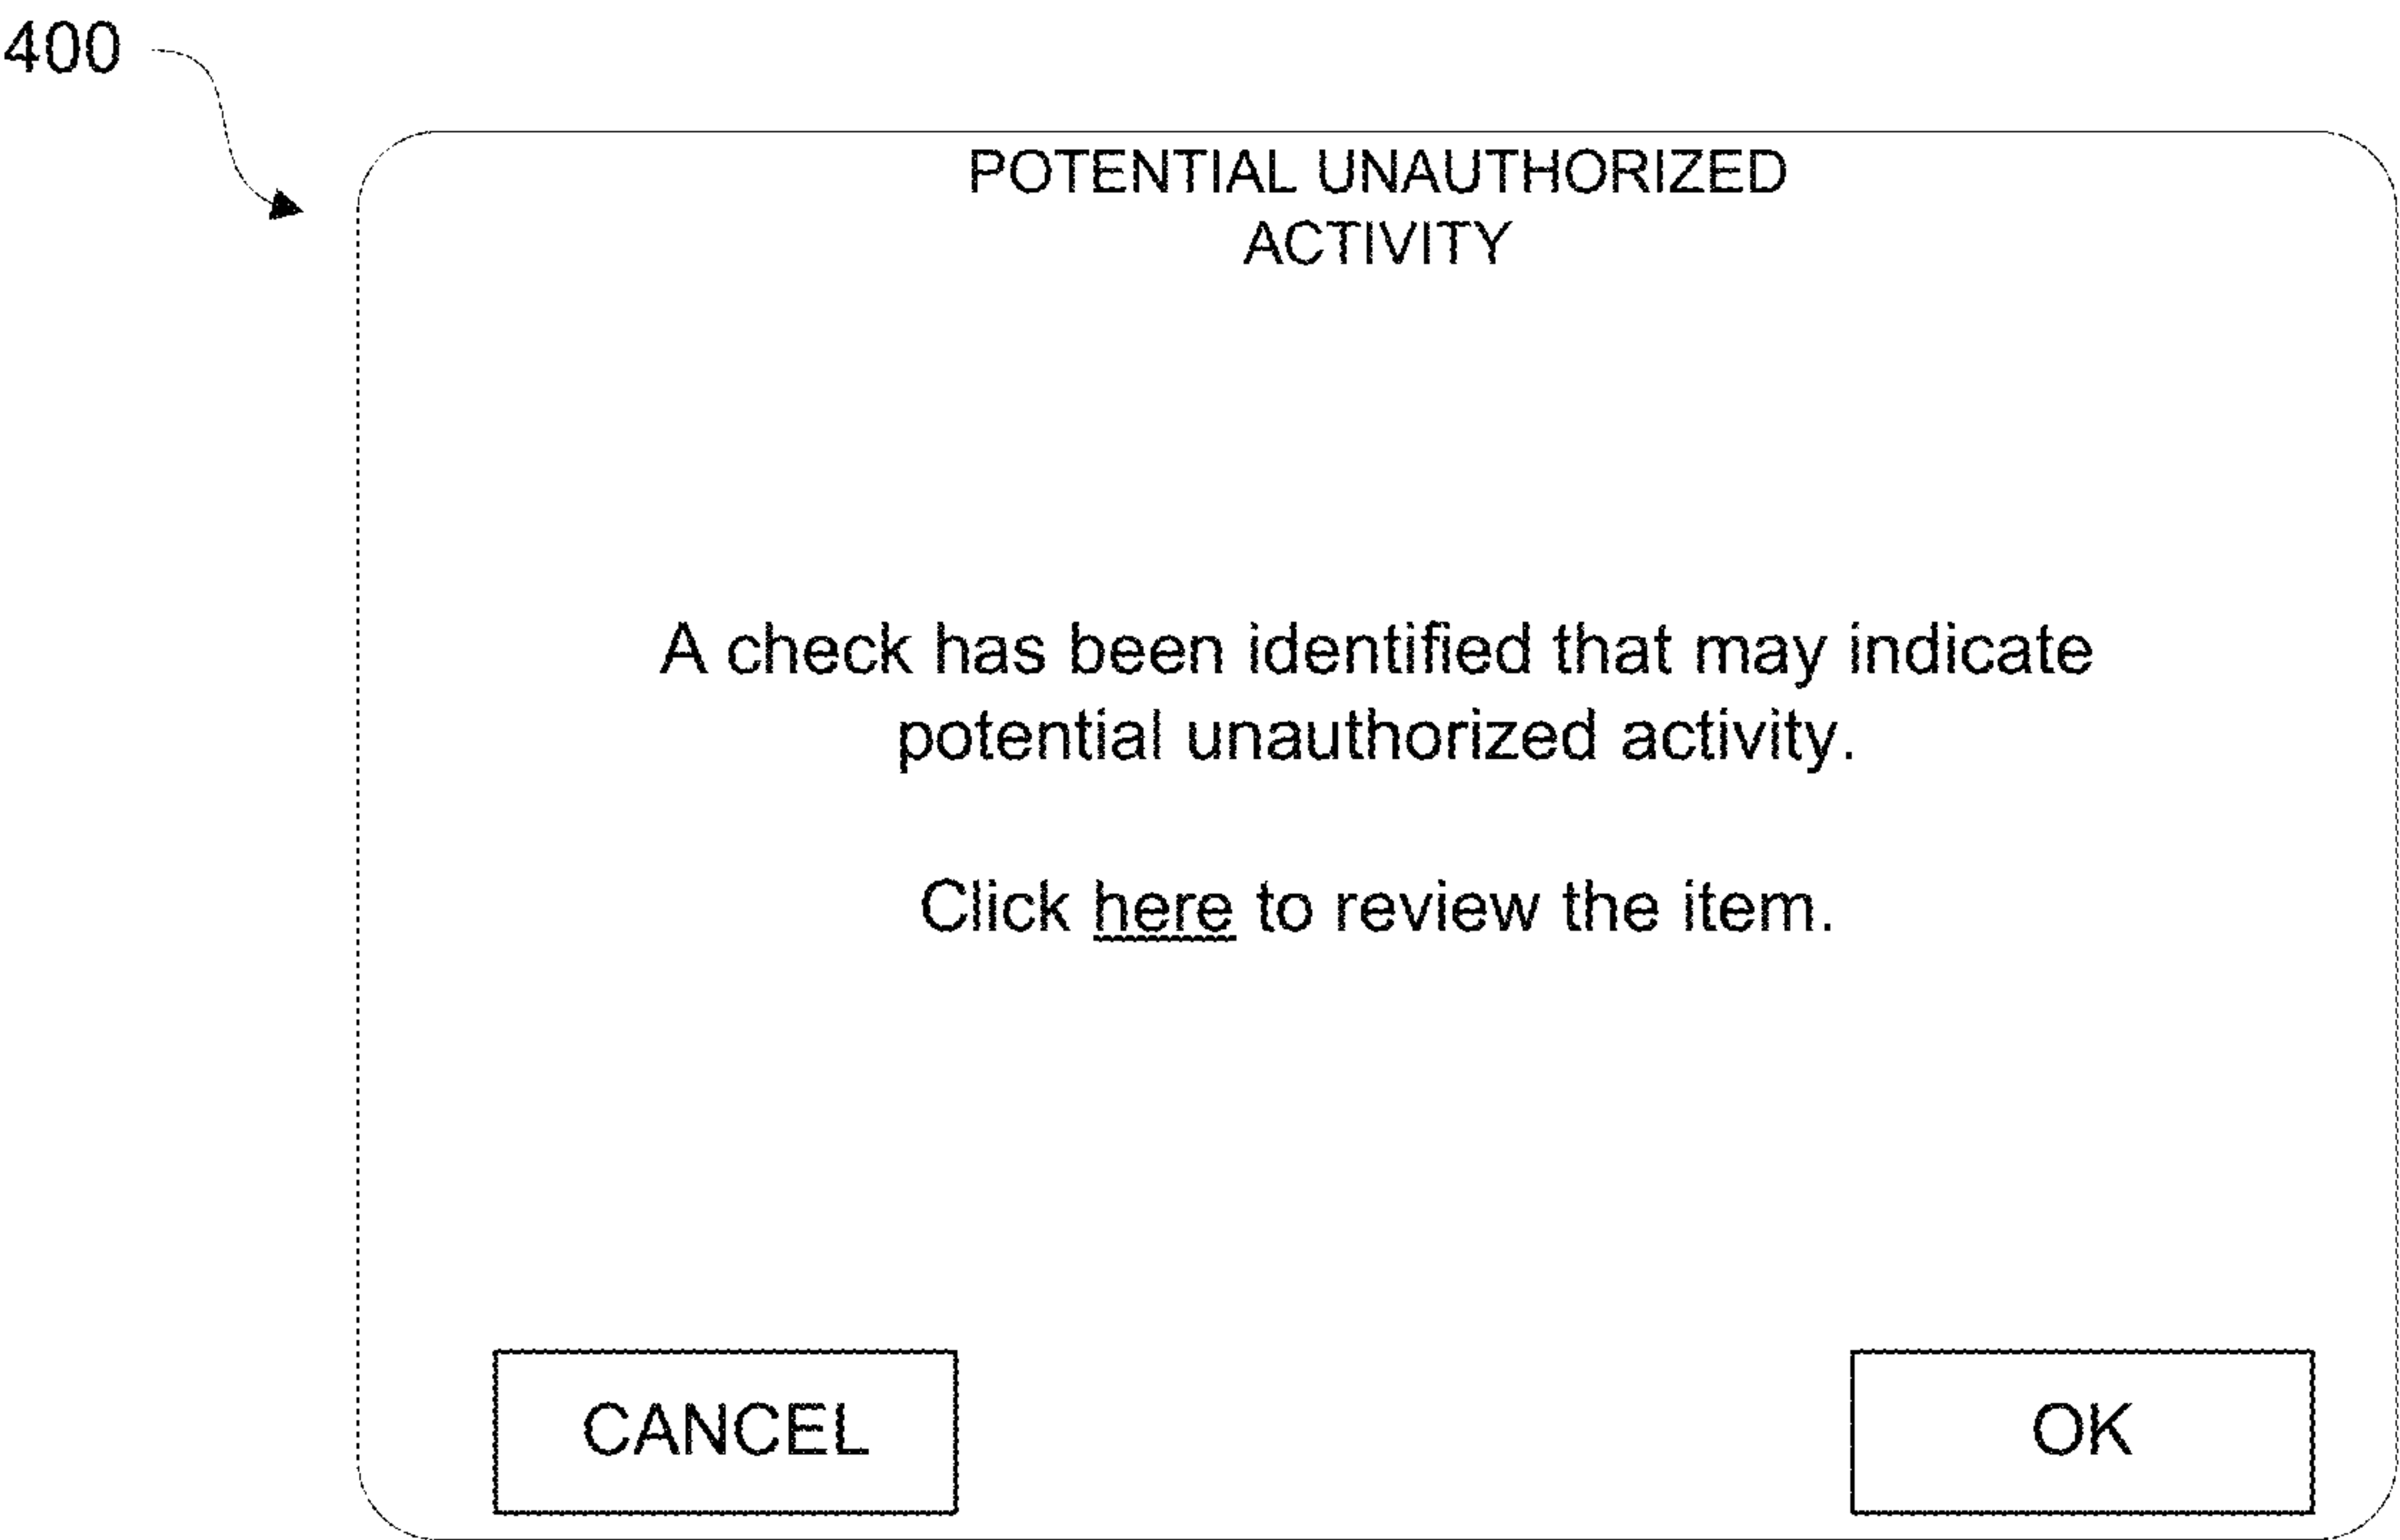 400
POTENTIAL UNAUTHORIZED
ACTIVITY
A check has been identified that may indicate
potential unauthorized activity.
Click here to review the item.
CANCEL
OK